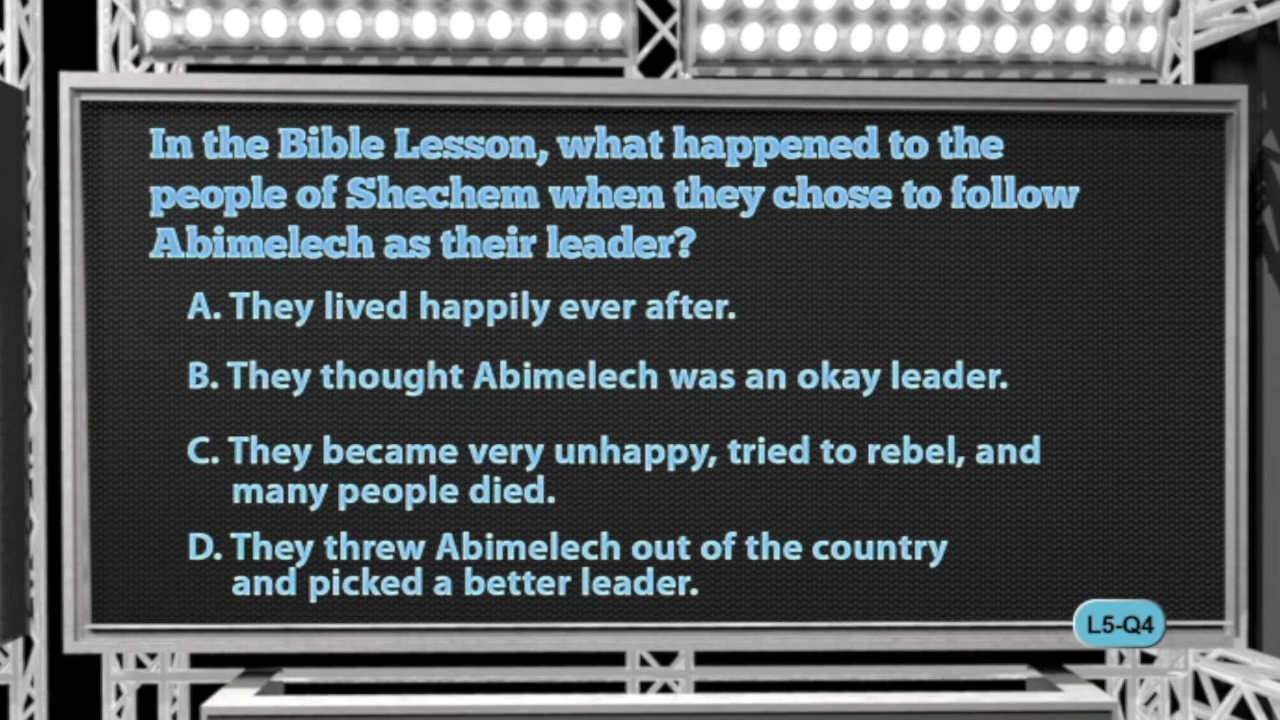 In the Bible Lesson, what happened to the
people of Shechem when they chose to follow
Abimelech as their leader?
A. They lived happily ever after.
B. They thought Abimelech was an okay leader.
C. They became very unhappy, tried to rebel, and
many people died.
D. They threw Abimelech out of the country
and picked a better leader.
L5-Q4